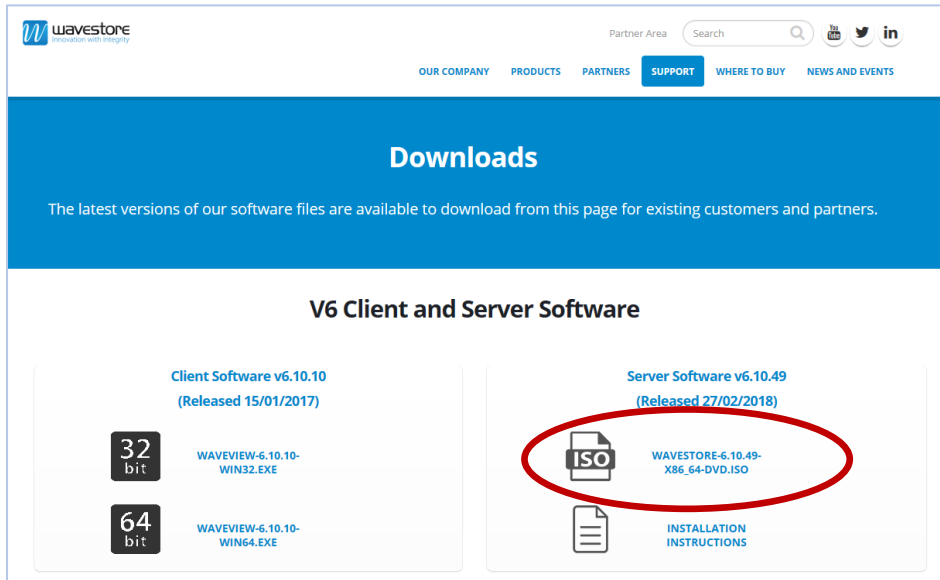 wavestore
innovation with integrity
Partner Area
Search
You
Tube
in
OUR COMPANY PRODUCTS PARTNERS SUPPORT WHERE TO BUY NEWS AND EVENTS
Downloads
The latest versions of our software files are available to download from this page for existing customers and partners.
V6 Client and Server Software
Client Software v6.10.10
(Released 15/01/2017)
32
bit
WAVEVIEW-6.10.10-
WIN32.EXE
64
bit
WAVEVIEW-6.10.10-
WIN64.EXE
Server Software v6.10.49
(Released 27/02/2018)
ISO
WAVESTORE-6.10.49-
X86_64-DVD.ISO
INSTALLATION
INSTRUCTIONS